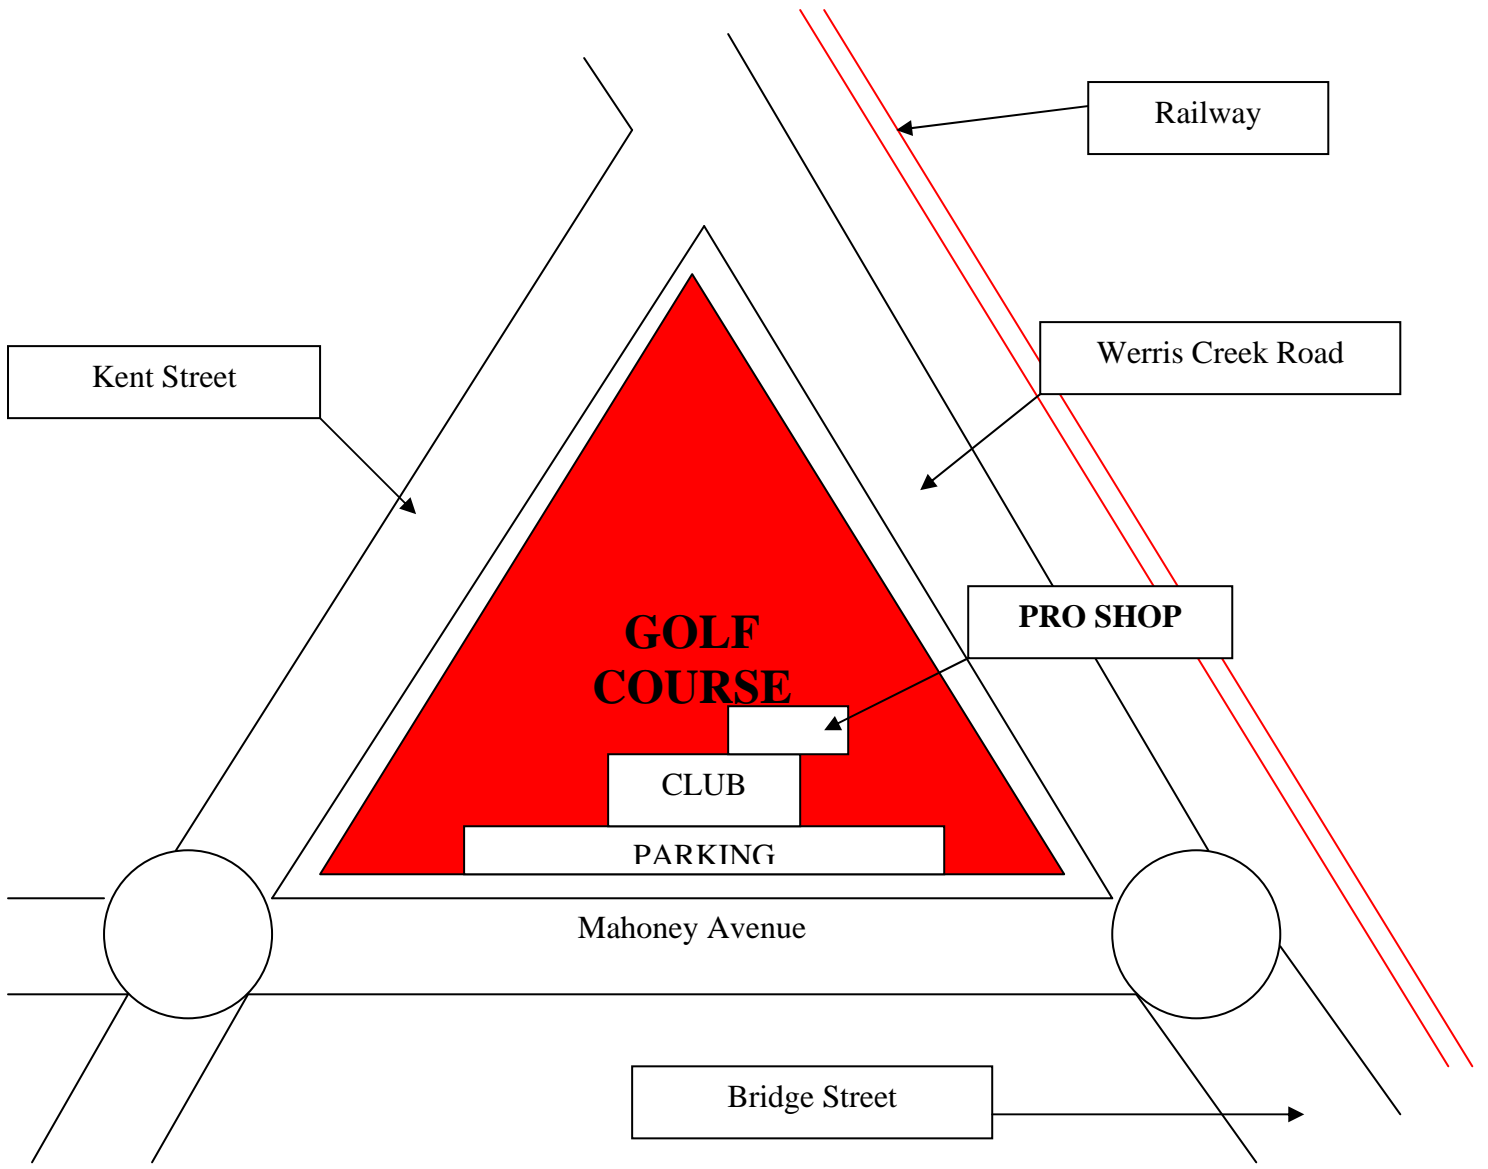 Railway
Werris Creek Road
Kent Street
PRO SHOP
GOLF
COURSE
CLUB
PARKING
Mahoney Avenue
Bridge Street